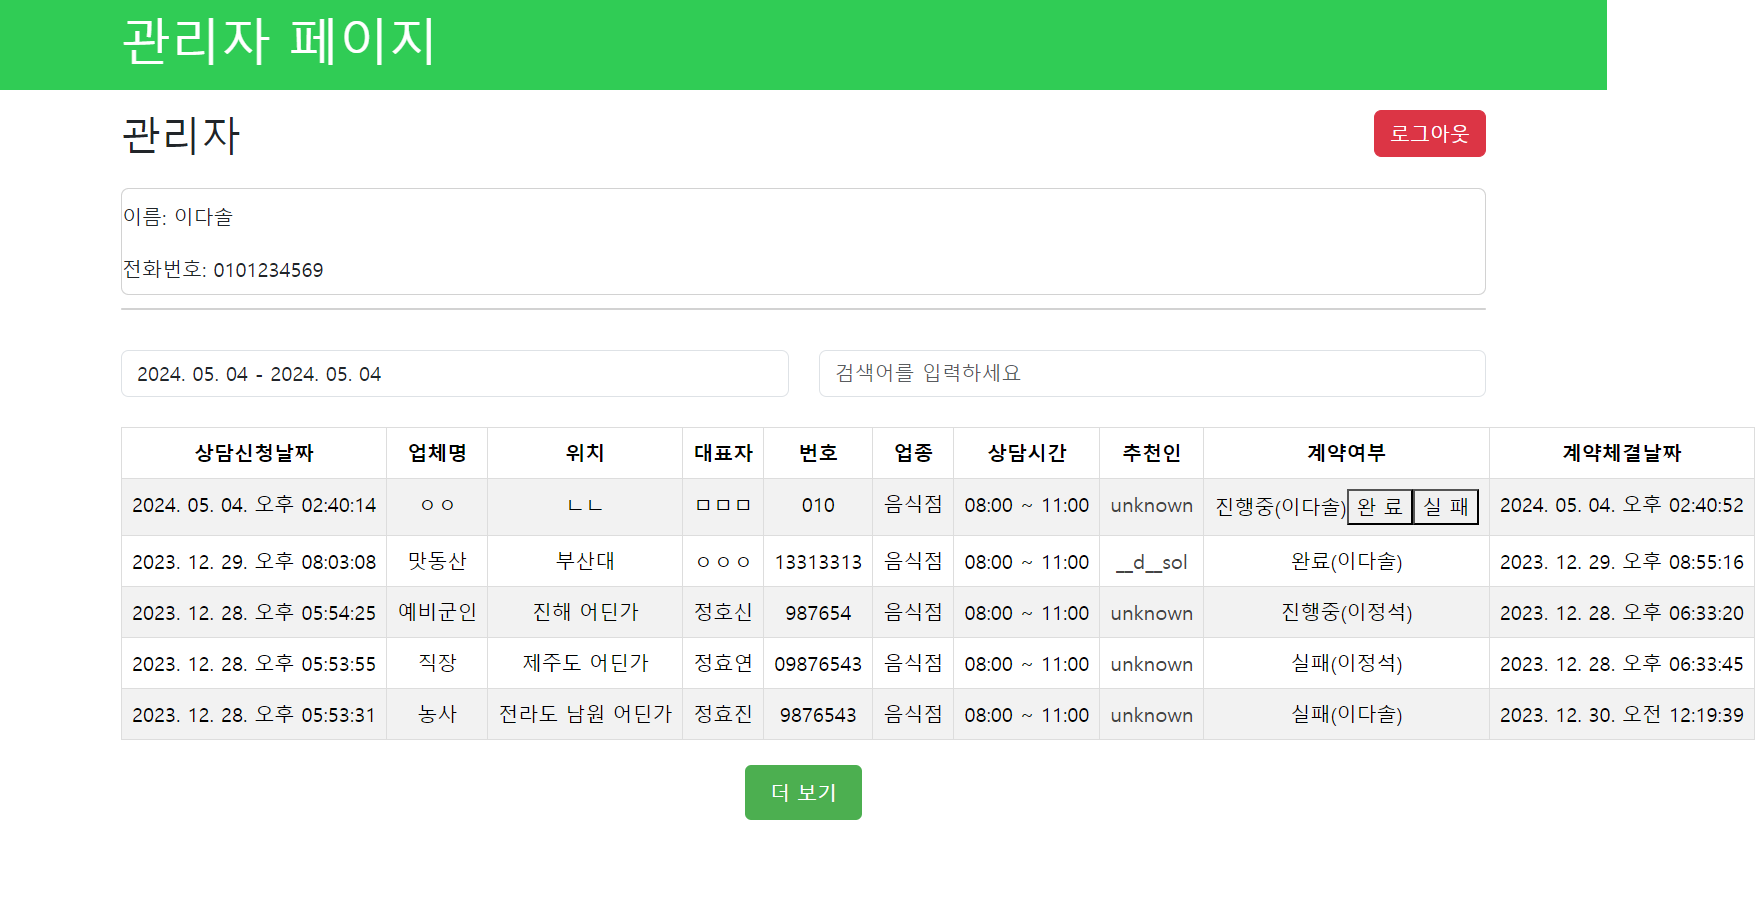 관리자 페이지
관리자
로그아웃
이름: 이다솔
전화번호: 0101234569
2024. 05. 04 - 2024. 05. 04
검색어를 입력하세요
상담신청날짜 업체명 위치 대표자 번호 업종 상담시간 추천인 계약여부 계약체결날짜
2024. 05. 04. 오후 02:40:14 ㅇㅇ ㄴㄴ ㅁㅁㅁ 010 음식점 08:00 ~ 11:00 unknown 진행중(이다솔) 완 료 실 패 2024. 05. 04. 오후 02:40:52
2023. 12. 29. 오후 08:03:08 맛동산 부산대 ㅇㅇㅇ 13313313 음식점 08:00 ~ 11:00 __d__sol 완료(이다솔) 2023. 12. 29. 오후 08:55:16
2023. 12. 28. 오후 05:54:25 예비군인 진해 어딘가 정호신 987654 음식점 08:00 ~ 11:00 unknown 진행중(이정석) 2023. 12. 28. 오후 06:33:20
2023. 12. 28. 오후 05:53:55 직장 제주도 어딘가 정효연 09876543 음식점 08:00 ~ 11:00 unknown 실패(이정석) 2023. 12. 28. 오후 06:33:45
2023. 12. 28. 오후 05:53:31 농사 전라도 남원 어딘가 정효진 9876543 음식점 08:00 ~ 11:00 unknown 실패(이다솔) 2023. 12. 30. 오전 12:19:39
더 보기